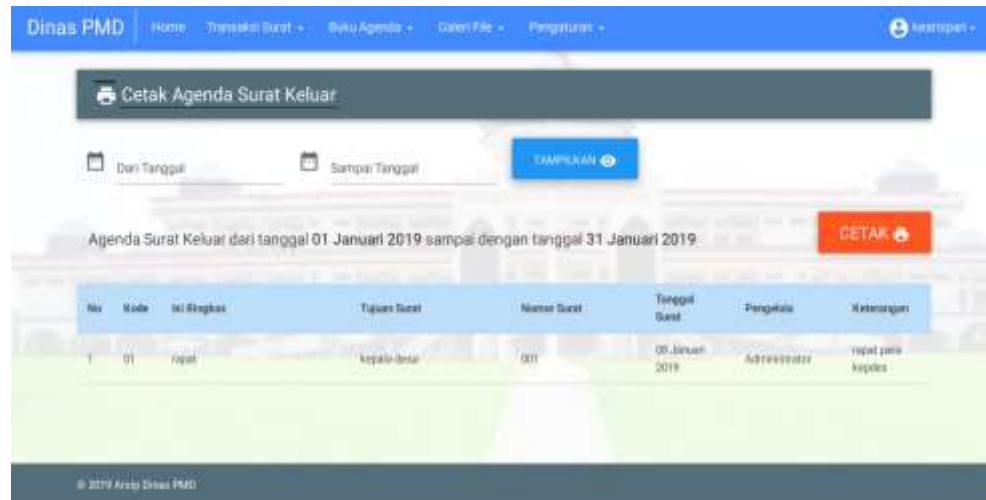 Dinas PMD Home Transaksi Surat Buku Agenda Galeri File Pengaturan kearsipan
Cetak Agenda Surat Keluar
Dari Tanggal Sampai Tanggal TAMPILKAN
Agenda Surat Keluar dari tanggal 01 Januari 2019 sampai dengan tanggal 31 Januari 2019 CETAK
No Kode Isi Ringkas Tujuan Surat Nomor Surat Tanggal Surat Pengelola Keterangan
1 01 rapat kepala desa 001 Januari 2019 Administrator rapat para kepdes
© 2019 Arsip Dinas PMD